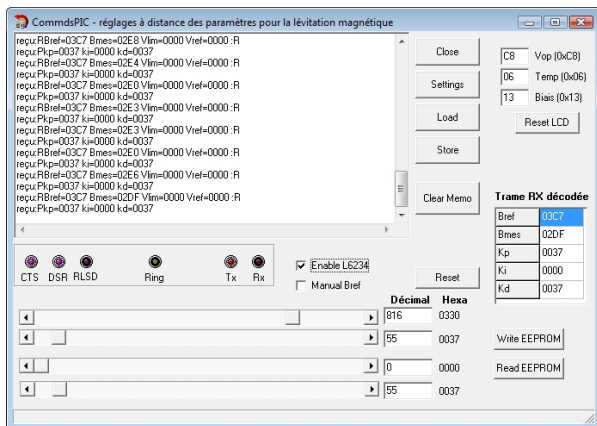 CommdsPIC - réglages à distance des paramètres pour la lévitation magnétique
reçu:RBref=03C7 Bmes=02E8 Vlim=0000 Vref=0000 :R
reçu:Pkp=0037 ki=0000 kd=0037
reçu:RBref=03C7 Bmes=02E4 Vlim=0000 Vref=0000 :R
reçu:Pkp=0037 ki=0000 kd=0037
reçu:RBref=03C7 Bmes=02E0 Vlim=0000 Vref=0000 :R
reçu:Pkp=0037 ki=0000 kd=0037
reçu:RBref=03C7 Bmes=02E3 Vlim=0000 Vref=0000 :R
reçu:Pkp=0037 ki=0000 kd=0037
reçu:RBref=03C7 Bmes=02E3 Vlim=0000 Vref=0000 :R
reçu:Pkp=0037 ki=0000 kd=0037
reçu:RBref=03C7 Bmes=02E0 Vlim=0000 Vref=0000 :R
reçu:Pkp=0037 ki=0000 kd=0037
reçu:RBref=03C7 Bmes=02E6 Vlim=0000 Vref=0000 :R
reçu:Pkp=0037 ki=0000 kd=0037
reçu:RBref=03C7 Bmes=02DF Vlim=0000 Vref=0000 :R
reçu:Pkp=0037 ki=0000 kd=0037
Close
Settings
Load
Store
Clear Memo
C8 Vop (0xC8)
06 Temp (0x06)
13 Biais (0x13)
Reset LCD
Trame RX décodée
Bref 03C7
Bmes 02DF
Kp 0037
Ki 0000
Kd 0037
CTS DSR RLSD Ring Tx Rx
Enable L6234
Manual Bref
Reset
Décimal Hexa
816 0330
55 0037
0 0000
55 0037
Write EEPROM
Read EEPROM